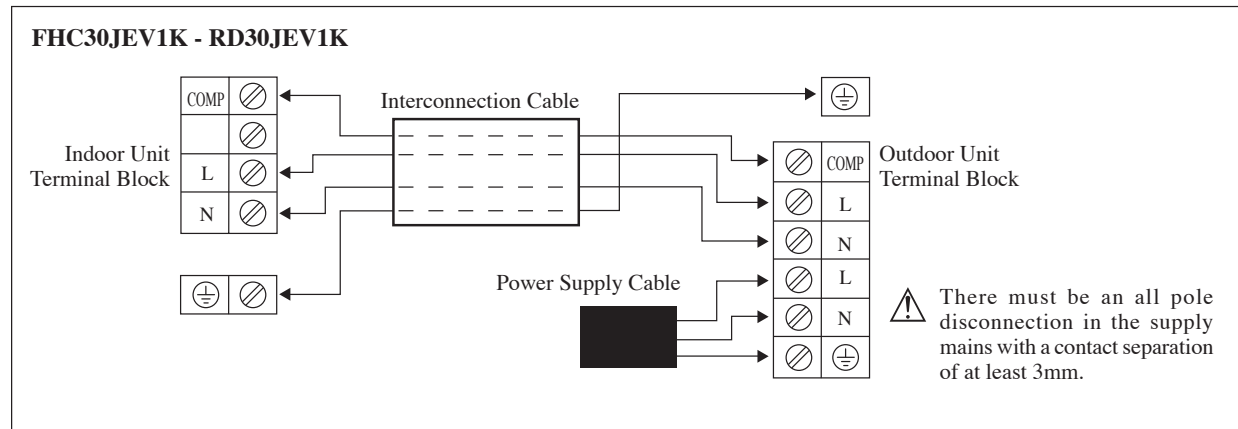 FHC30JEV1K - RD30JEV1K
COMP
Interconnection Cable
Indoor Unit
Terminal Block
L
N
COMP
Outdoor Unit
Terminal Block
L
N
L
N
Power Supply Cable
There must be an all pole
disconnection in the supply
mains with a contact separation
of at least 3mm.